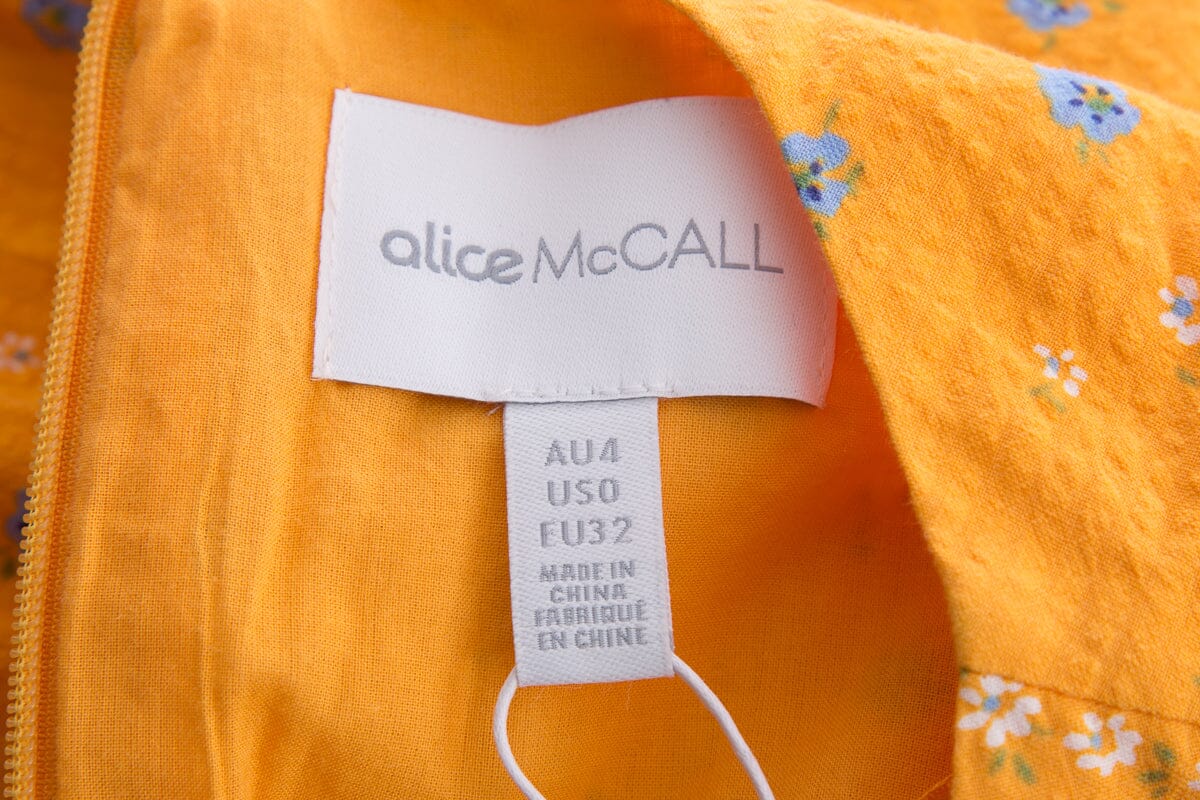 alice McCALL
AU4
US0
EU32
MADE IN
CHINA
FABRIQUÉ
EN CHINE